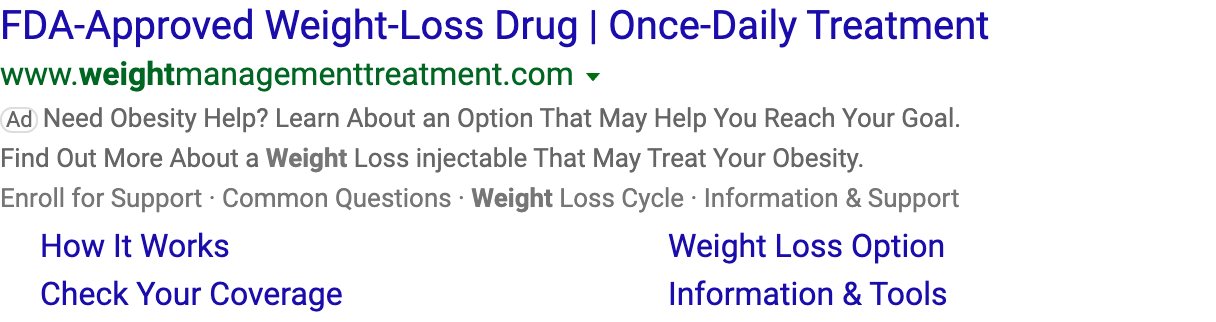 FDA-Approved Weight-Loss Drug | Once-Daily Treatment
www.weightmanagementtreatment.com
Ad Need Obesity Help? Learn About an Option That May Help You Reach Your Goal.
Find Out More About a Weight Loss injectable That May Treat Your Obesity.
Enroll for Support · Common Questions · Weight Loss Cycle · Information & Support
How It Works Weight Loss Option
Check Your Coverage Information & Tools